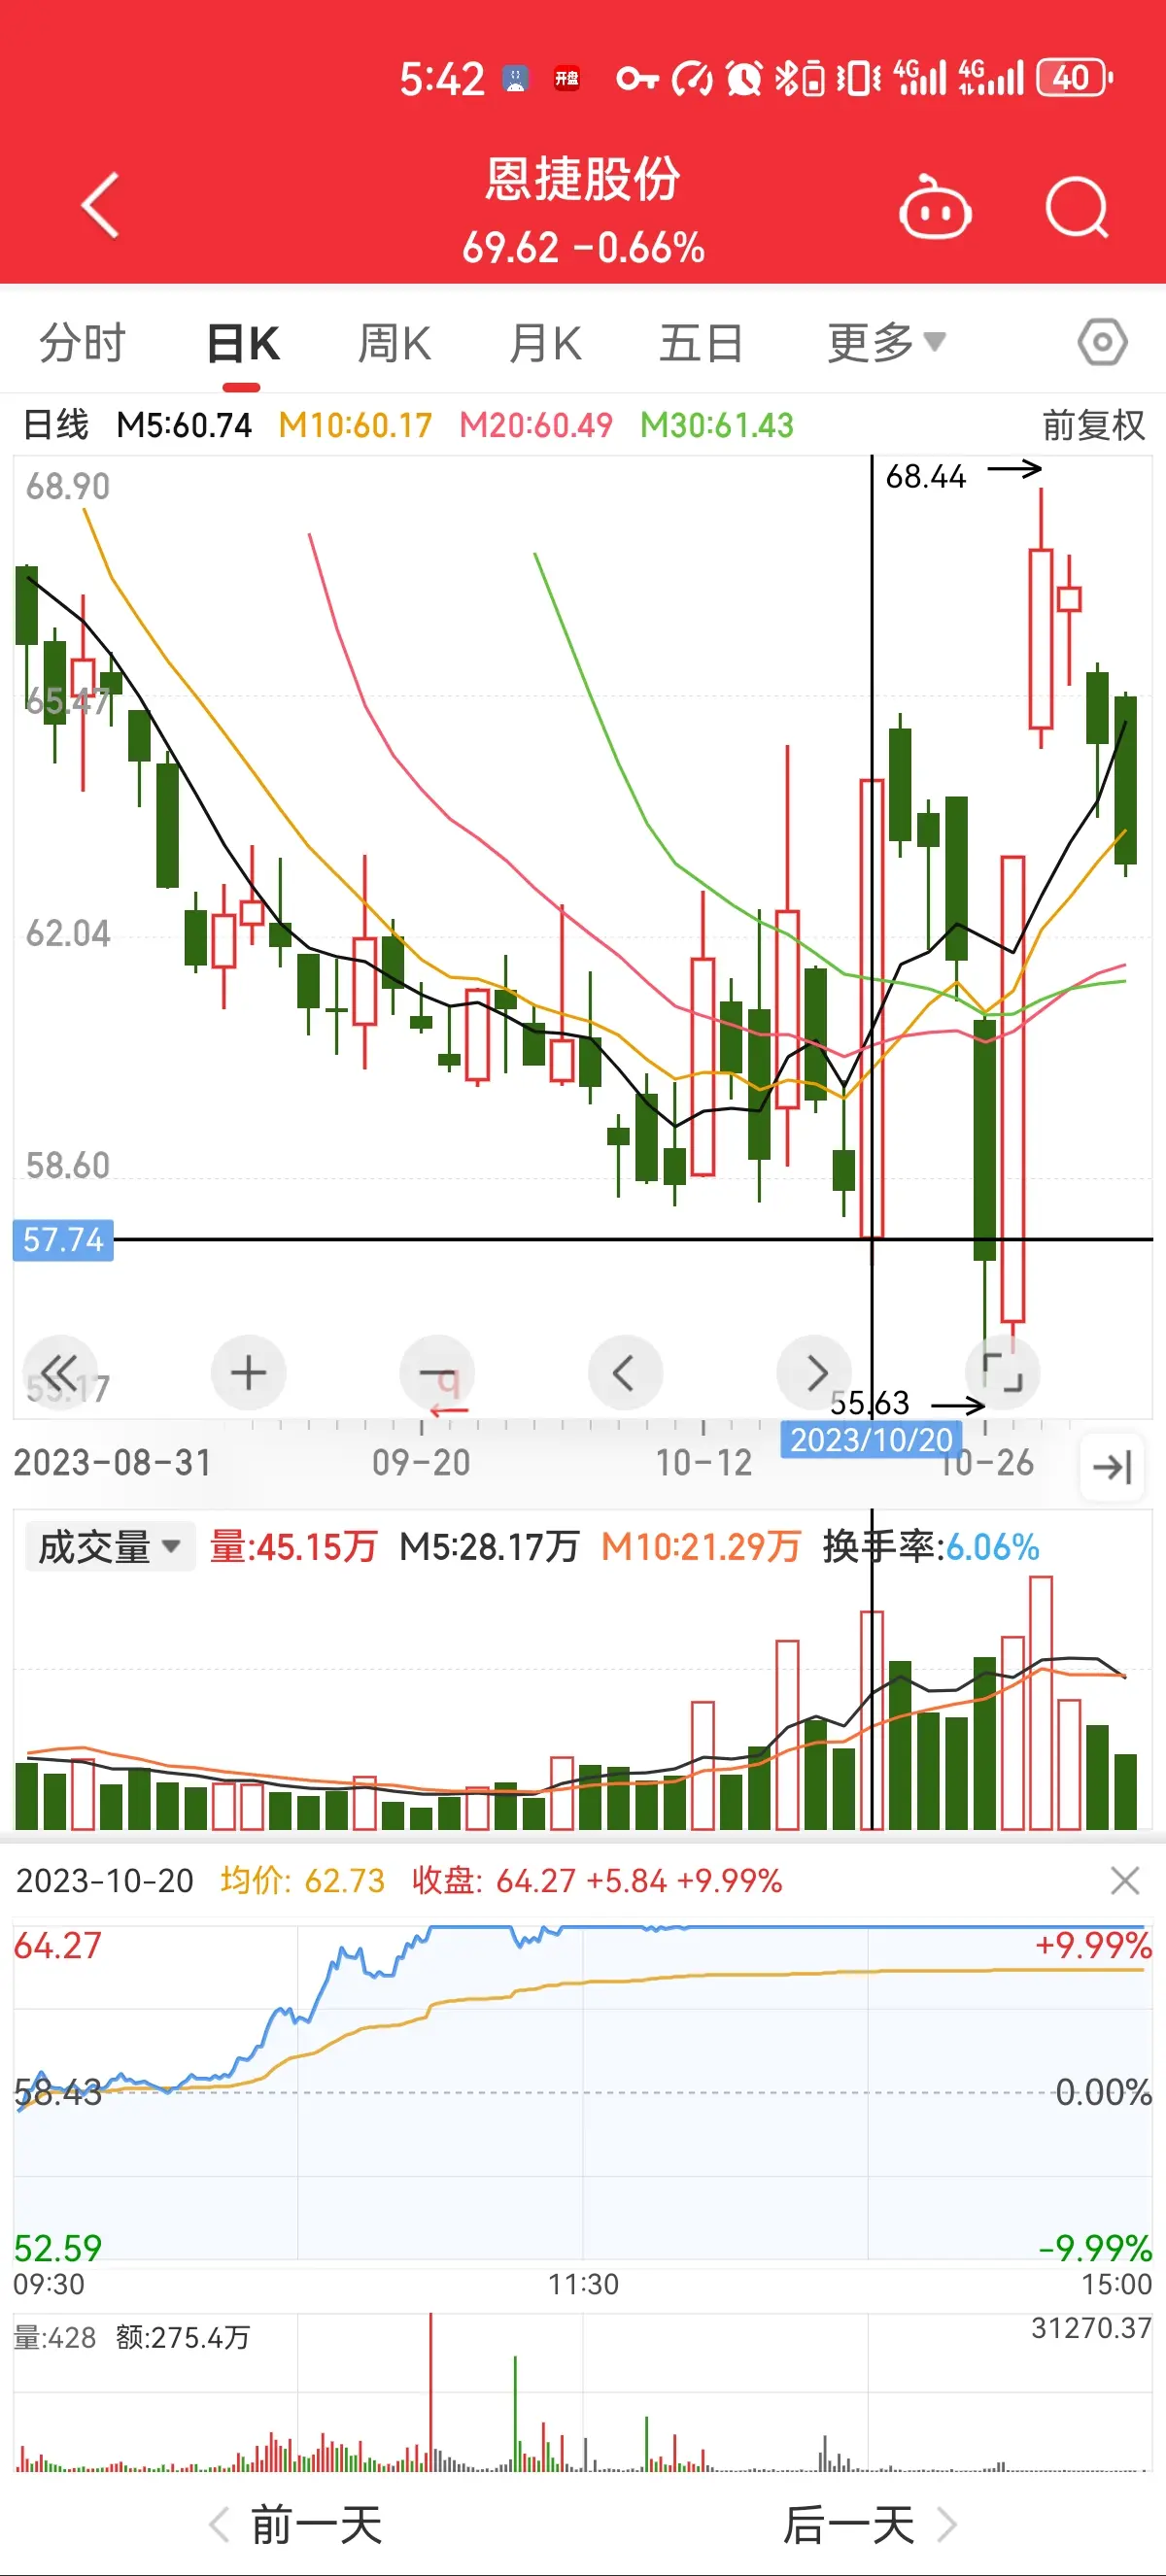 5:42 开盘 4G 4G 40
恩捷股份
69.62 -0.66%
分时 日K 周K 月K 五日 更多
日线 M5:60.74 M10:60.17 M20:60.49 M30:61.43 前复权
68.90
68.44
65.47
62.04
58.60
57.74
55.17
q
55.63
2023/10/20
2023-08-31 09-20 10-12 10-26
成交量 量:45.15万 M5:28.17万 M10:21.29万 换手率:6.06%
2023-10-20 均价: 62.73 收盘: 64.27 +5.84 +9.99%
64.27 +9.99%
58.43 0.00%
52.59 -9.99%
09:30 11:30 15:00
量:428 额:275.4万 31270.37
前一天 后一天